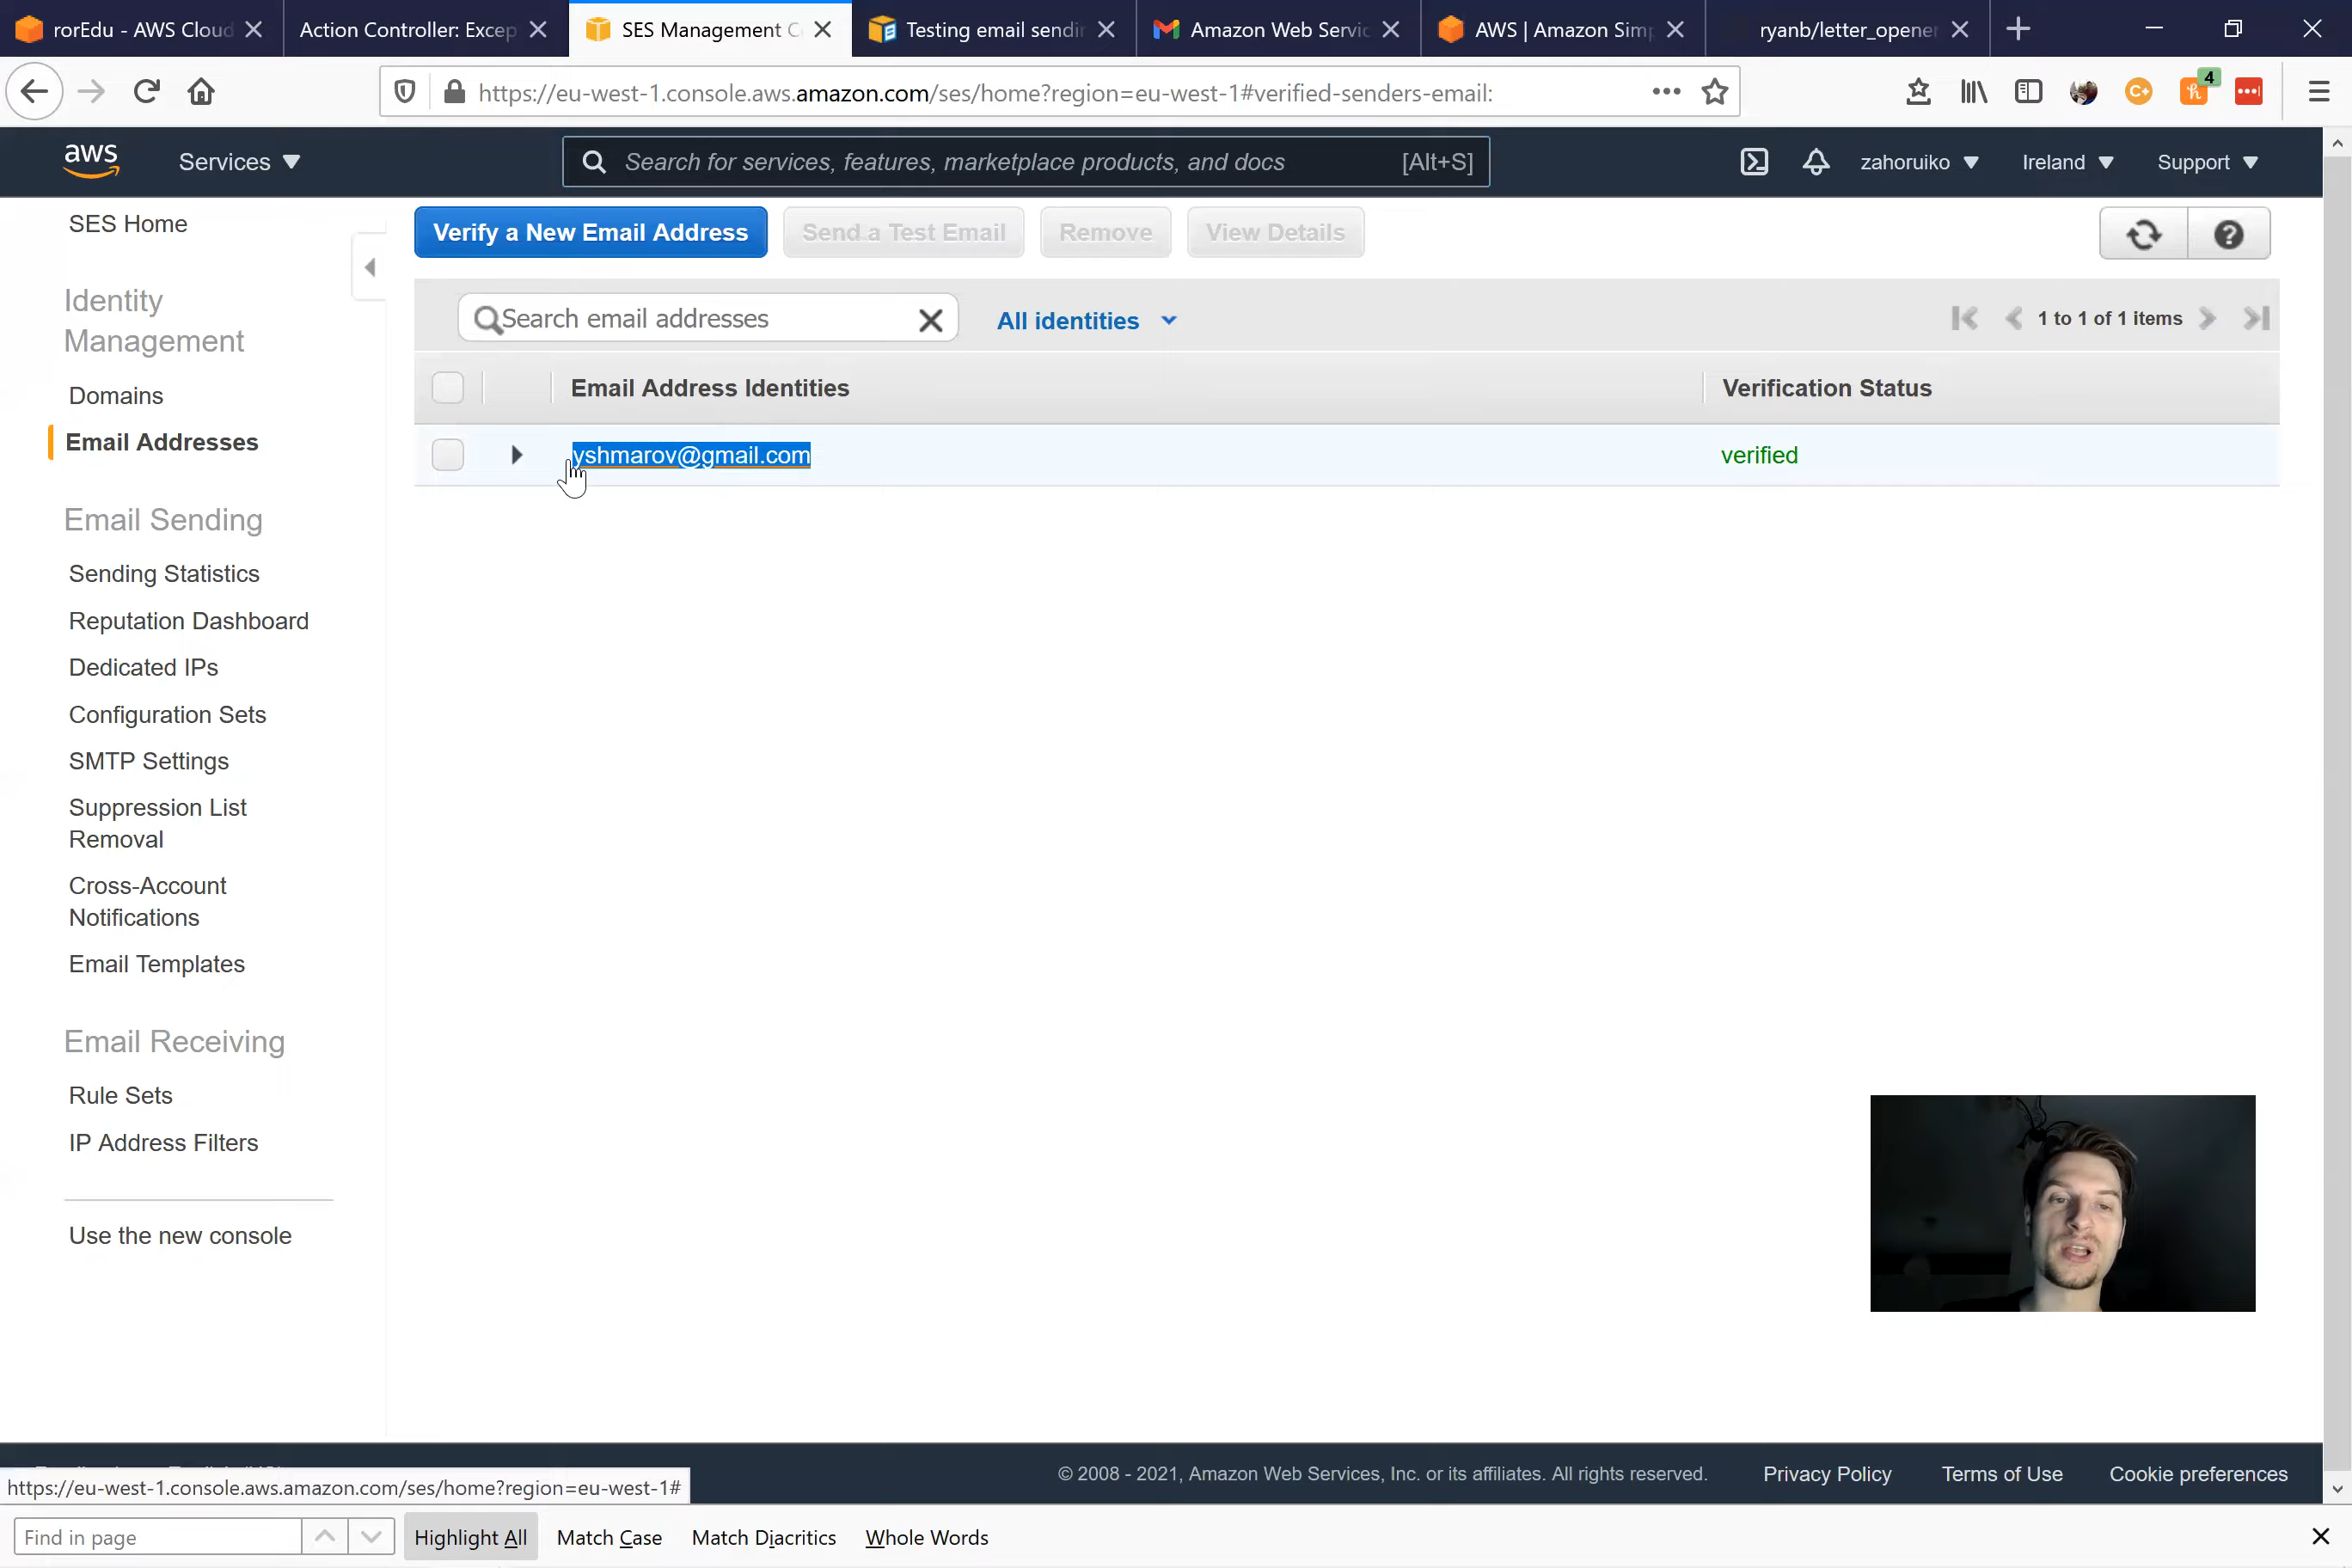 rorEdu - AWS Cloud
Action Controller: Excep
SES Management C
Testing email sendi
Amazon Web Servic
AWS | Amazon Sim
ryanb/letter_opener
https://eu-west-1.console.aws.amazon.com/ses/home?region=eu-west-1#verified-senders-email:
4
aws
Services
Search for services, features, marketplace products, and docs
[Alt+S]
zahoruiko
Ireland
Support
SES Home
Identity
Management
Domains
Email Addresses
Email Sending
Sending Statistics
Reputation Dashboard
Dedicated IPs
Configuration Sets
SMTP Settings
Suppression List
Removal
Cross-Account
Notifications
Email Templates
Email Receiving
Rule Sets
IP Address Filters
Use the new console
Verify a New Email Address
Send a Test Email
Remove
View Details
Search email addresses
All identities
1 to 1 of 1 items
Email Address Identities
Verification Status
yshmarov@gmail.com
verified
© 2008 - 2021, Amazon Web Services, Inc. or its affiliates. All rights reserved.
Privacy Policy
Terms of Use
Cookie preferences
https://eu-west-1.console.aws.amazon.com/ses/home?region=eu-west-1#
Find in page
Highlight All
Match Case
Match Diacritics
Whole Words